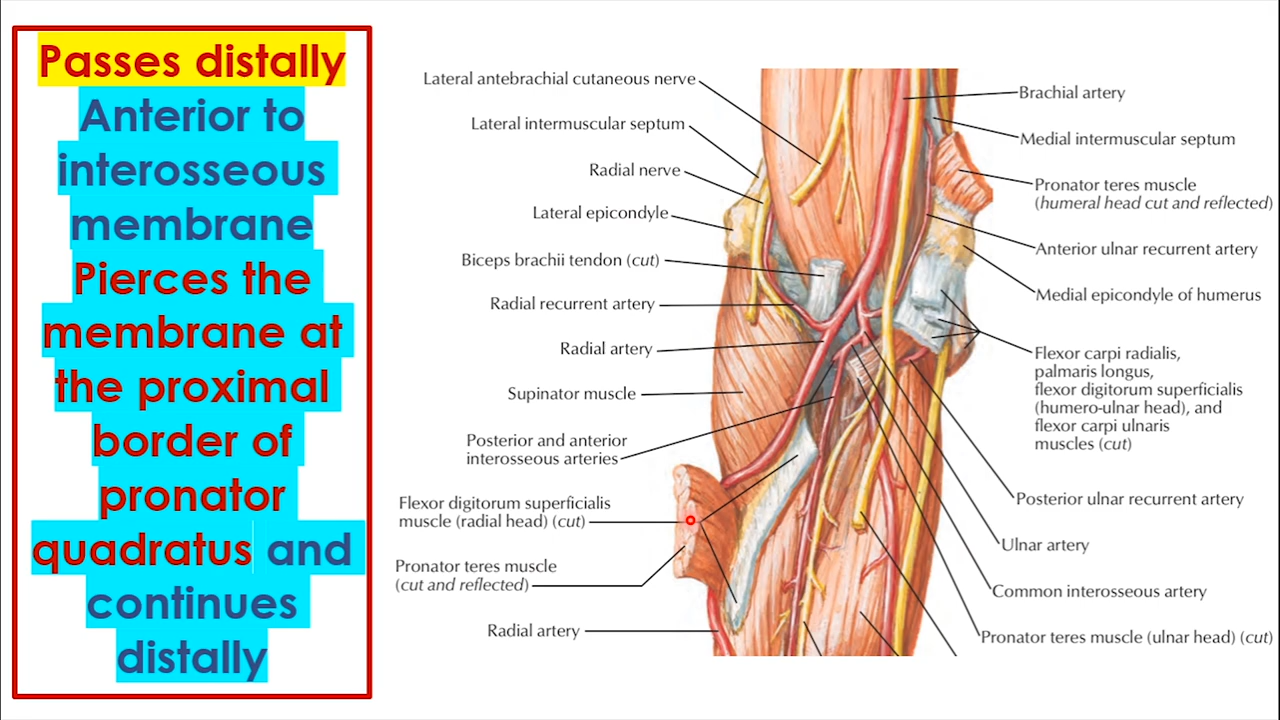 Passes distally
Anterior to
interosseous
membrane
Pierces the
membrane at
the proximal
border of
pronator
quadratus and
continues
distally
Lateral antebrachial cutaneous nerve
Lateral intermuscular septum
Radial nerve
Lateral epicondyle
Biceps brachii tendon (cut)
Radial recurrent artery
Radial artery
Supinator muscle
Posterior and anterior
interosseous arteries
Flexor digitorum superficialis
muscle (radial head) (cut)
Pronator teres muscle
(cut and reflected)
Radial artery
Brachial artery
Medial intermuscular septum
Pronator teres muscle
(humeral head cut and reflected)
Anterior ulnar recurrent artery
Medial epicondyle of humerus
Flexor carpi radialis,
palmaris longus,
flexor digitorum superficialis
(humero-ulnar head), and
flexor carpi ulnaris
muscles (cut)
Posterior ulnar recurrent artery
Ulnar artery
Common interosseous artery
Pronator teres muscle (ulnar head) (cut)